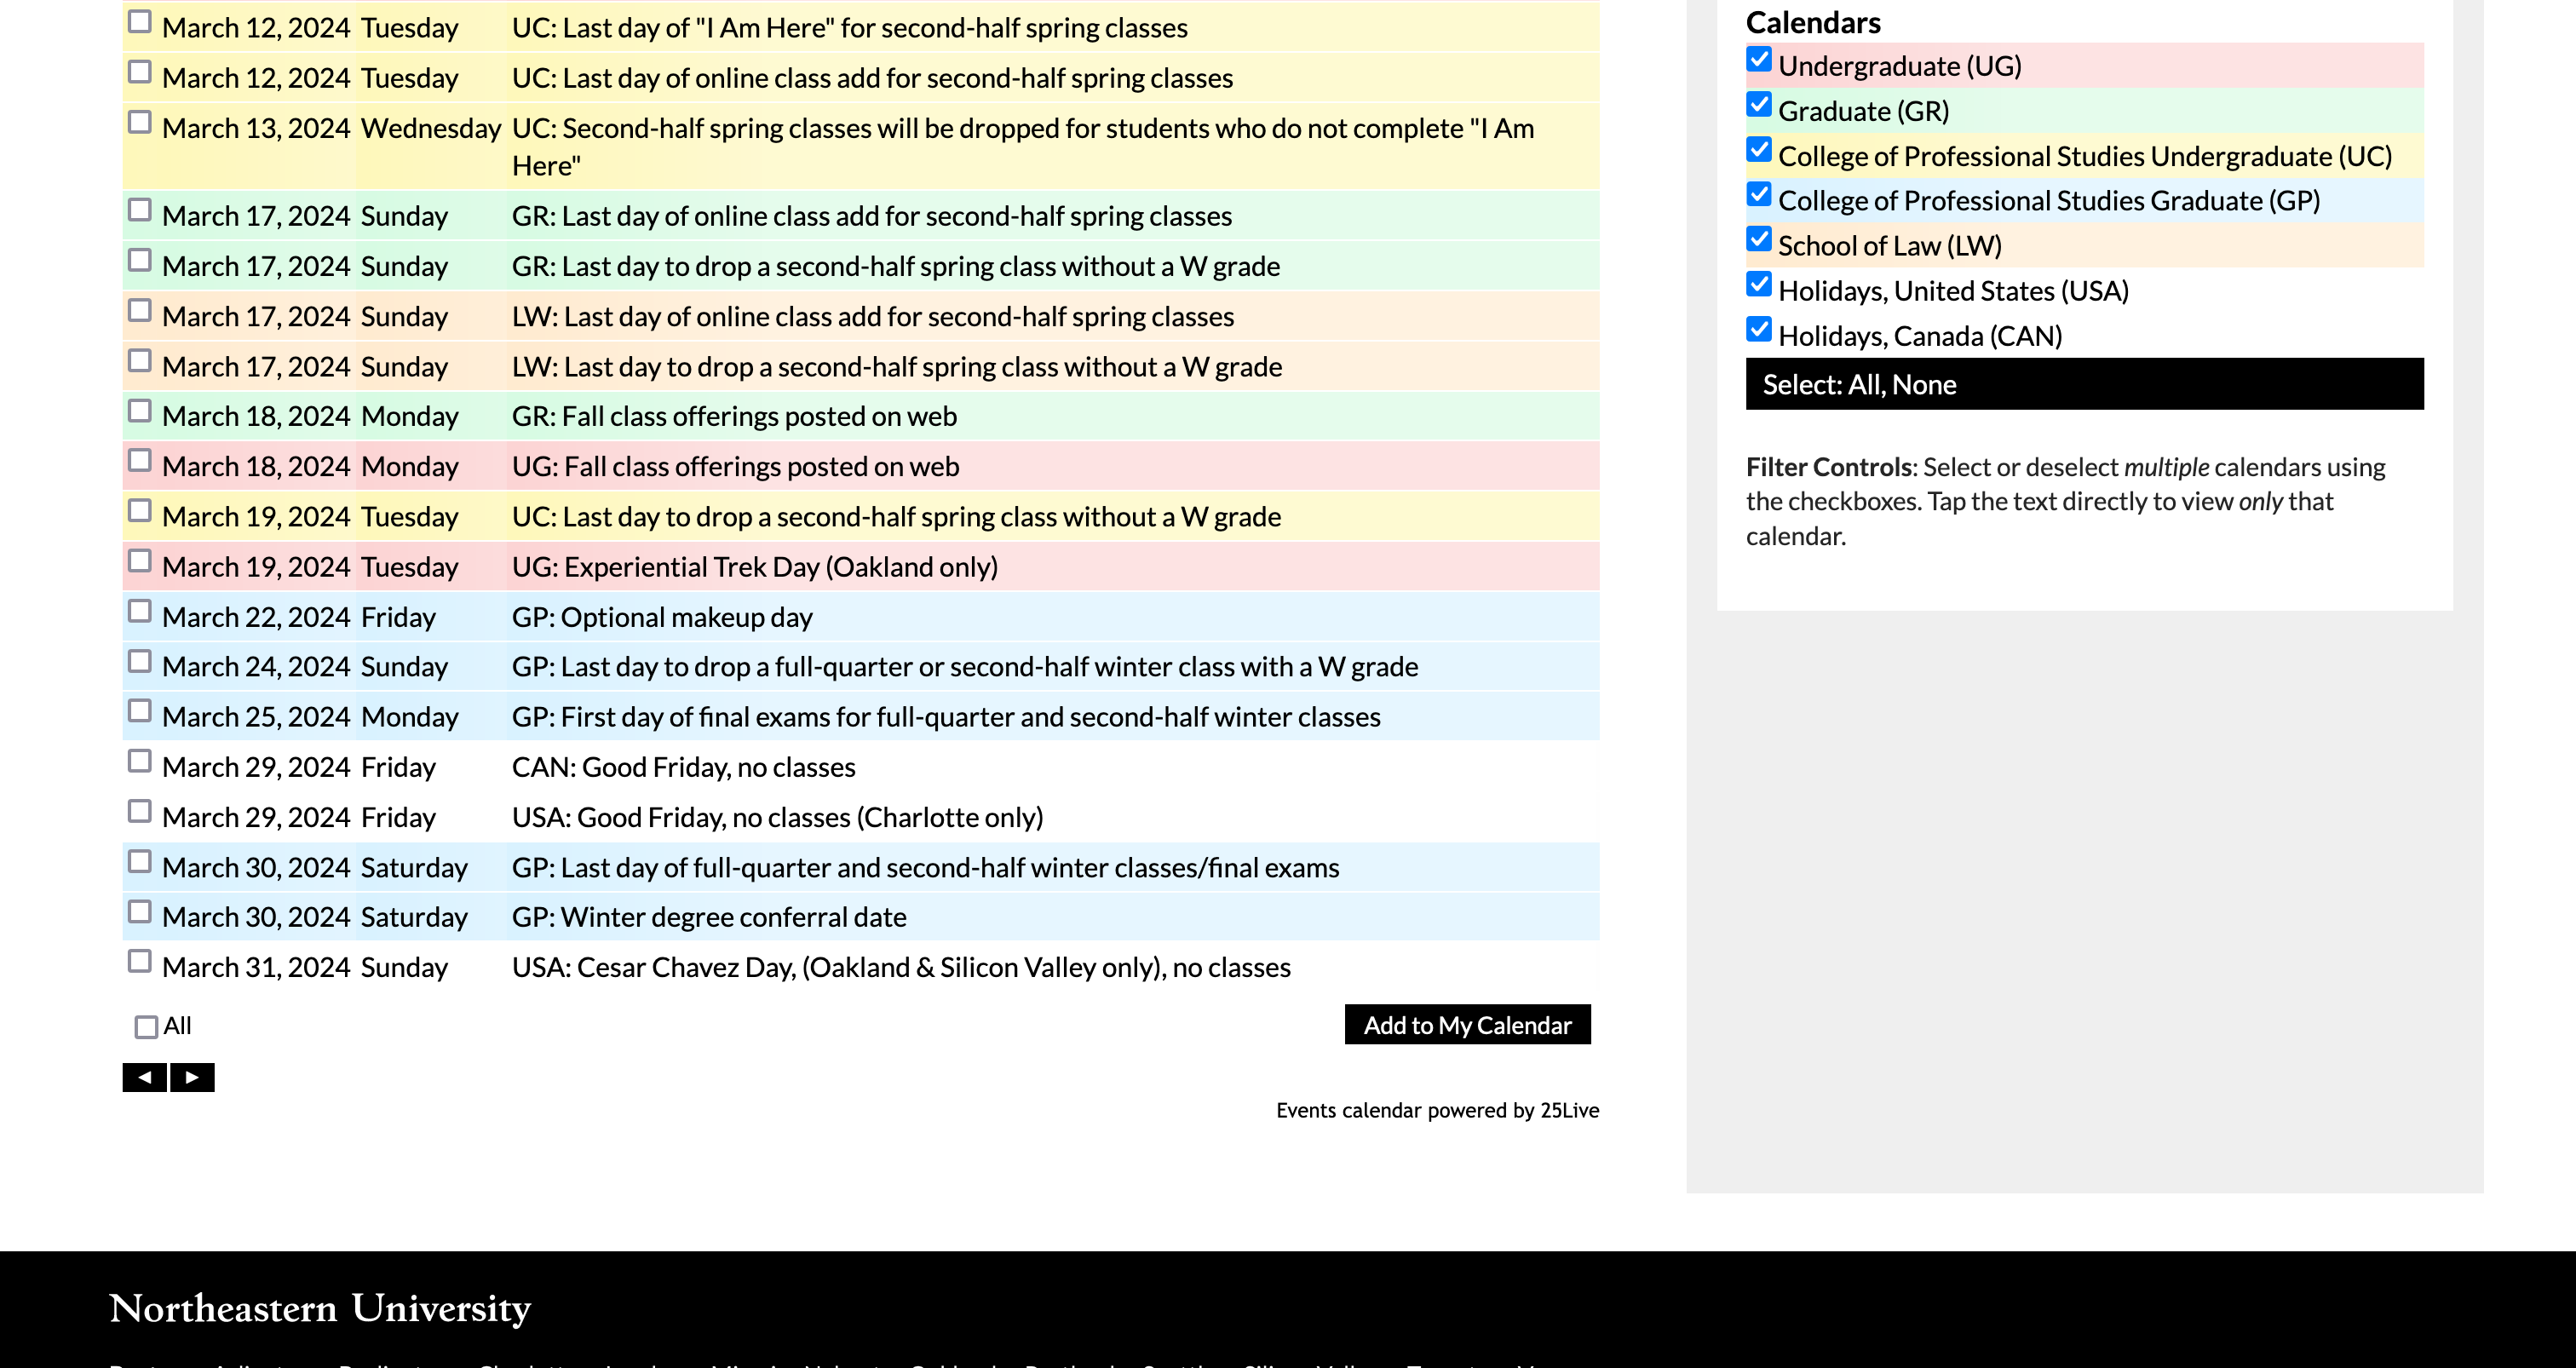 March 12, 2024 Tuesday UC: Last day of "I Am Here" for second-half spring classes
March 12, 2024 Tuesday UC: Last day of online class add for second-half spring classes
March 13, 2024 Wednesday UC: Second-half spring classes will be dropped for students who do not complete "I Am
Here"
March 17, 2024 Sunday GR: Last day of online class add for second-half spring classes
March 17, 2024 Sunday GR: Last day to drop a second-half spring class without a W grade
March 17, 2024 Sunday LW: Last day of online class add for second-half spring classes
March 17, 2024 Sunday LW: Last day to drop a second-half spring class without a W grade
March 18, 2024 Monday GR: Fall class offerings posted on web
March 18, 2024 Monday UG: Fall class offerings posted on web
March 19, 2024 Tuesday UC: Last day to drop a second-half spring class without a W grade
March 19, 2024 Tuesday UG: Experiential Trek Day (Oakland only)
March 22, 2024 Friday GP: Optional makeup day
March 24, 2024 Sunday GP: Last day to drop a full-quarter or second-half winter class with a W grade
March 25, 2024 Monday GP: First day of final exams for full-quarter and second-half winter classes
March 29, 2024 Friday CAN: Good Friday, no classes
March 29, 2024 Friday USA: Good Friday, no classes (Charlotte only)
March 30, 2024 Saturday GP: Last day of full-quarter and second-half winter classes/final exams
March 30, 2024 Saturday GP: Winter degree conferral date
March 31, 2024 Sunday USA: Cesar Chavez Day, (Oakland & Silicon Valley only), no classes
All
Add to My Calendar
Events calendar powered by 25Live
Calendars
Undergraduate (UG)
Graduate (GR)
College of Professional Studies Undergraduate (UC)
College of Professional Studies Graduate (GP)
School of Law (LW)
Holidays, United States (USA)
Holidays, Canada (CAN)
Select: All, None
Filter Controls: Select or deselect multiple calendars using
the checkboxes. Tap the text directly to view only that
calendar.
Northeastern University